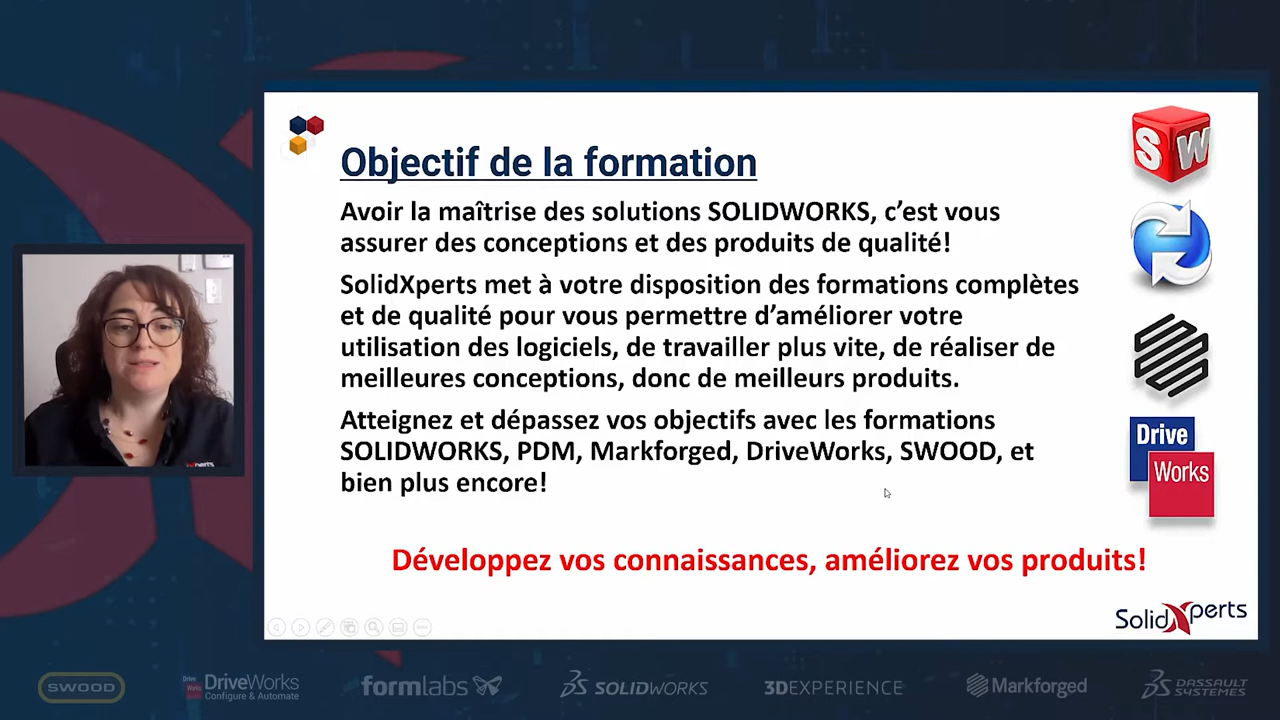 Objectif de la formation
Avoir la maîtrise des solutions SOLIDWORKS, c’est vous
assurer des conceptions et des produits de qualité!
SolidXperts met à votre disposition des formations complètes
et de qualité pour vous permettre d’améliorer votre
utilisation des logiciels, de travailler plus vite, de réaliser de
meilleures conceptions, donc de meilleurs produits.
Atteignez et dépassez vos objectifs avec les formations
SOLIDWORKS, PDM, Markforged, DriveWorks, SWOOD, et
bien plus encore!
Développez vos connaissances, améliorez vos produits!
SW
Drive
Works
SolidXperts
SWOOD
Drive
Works
DriveWorks
Configure & Automate
formlabs
SOLIDWORKS
3DEXPERIENCE
Markforged
DASSAULT
SYSTEMES